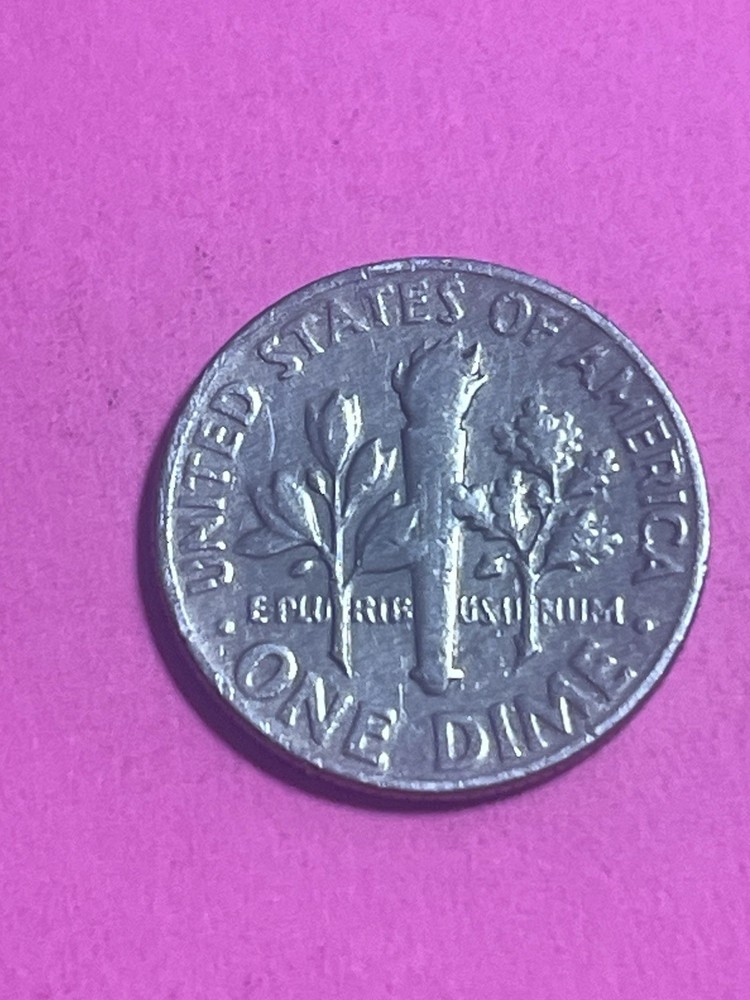 UNITED STATES OF AMERICA
E PLURIBUS UNUM
· ONE DIME ·